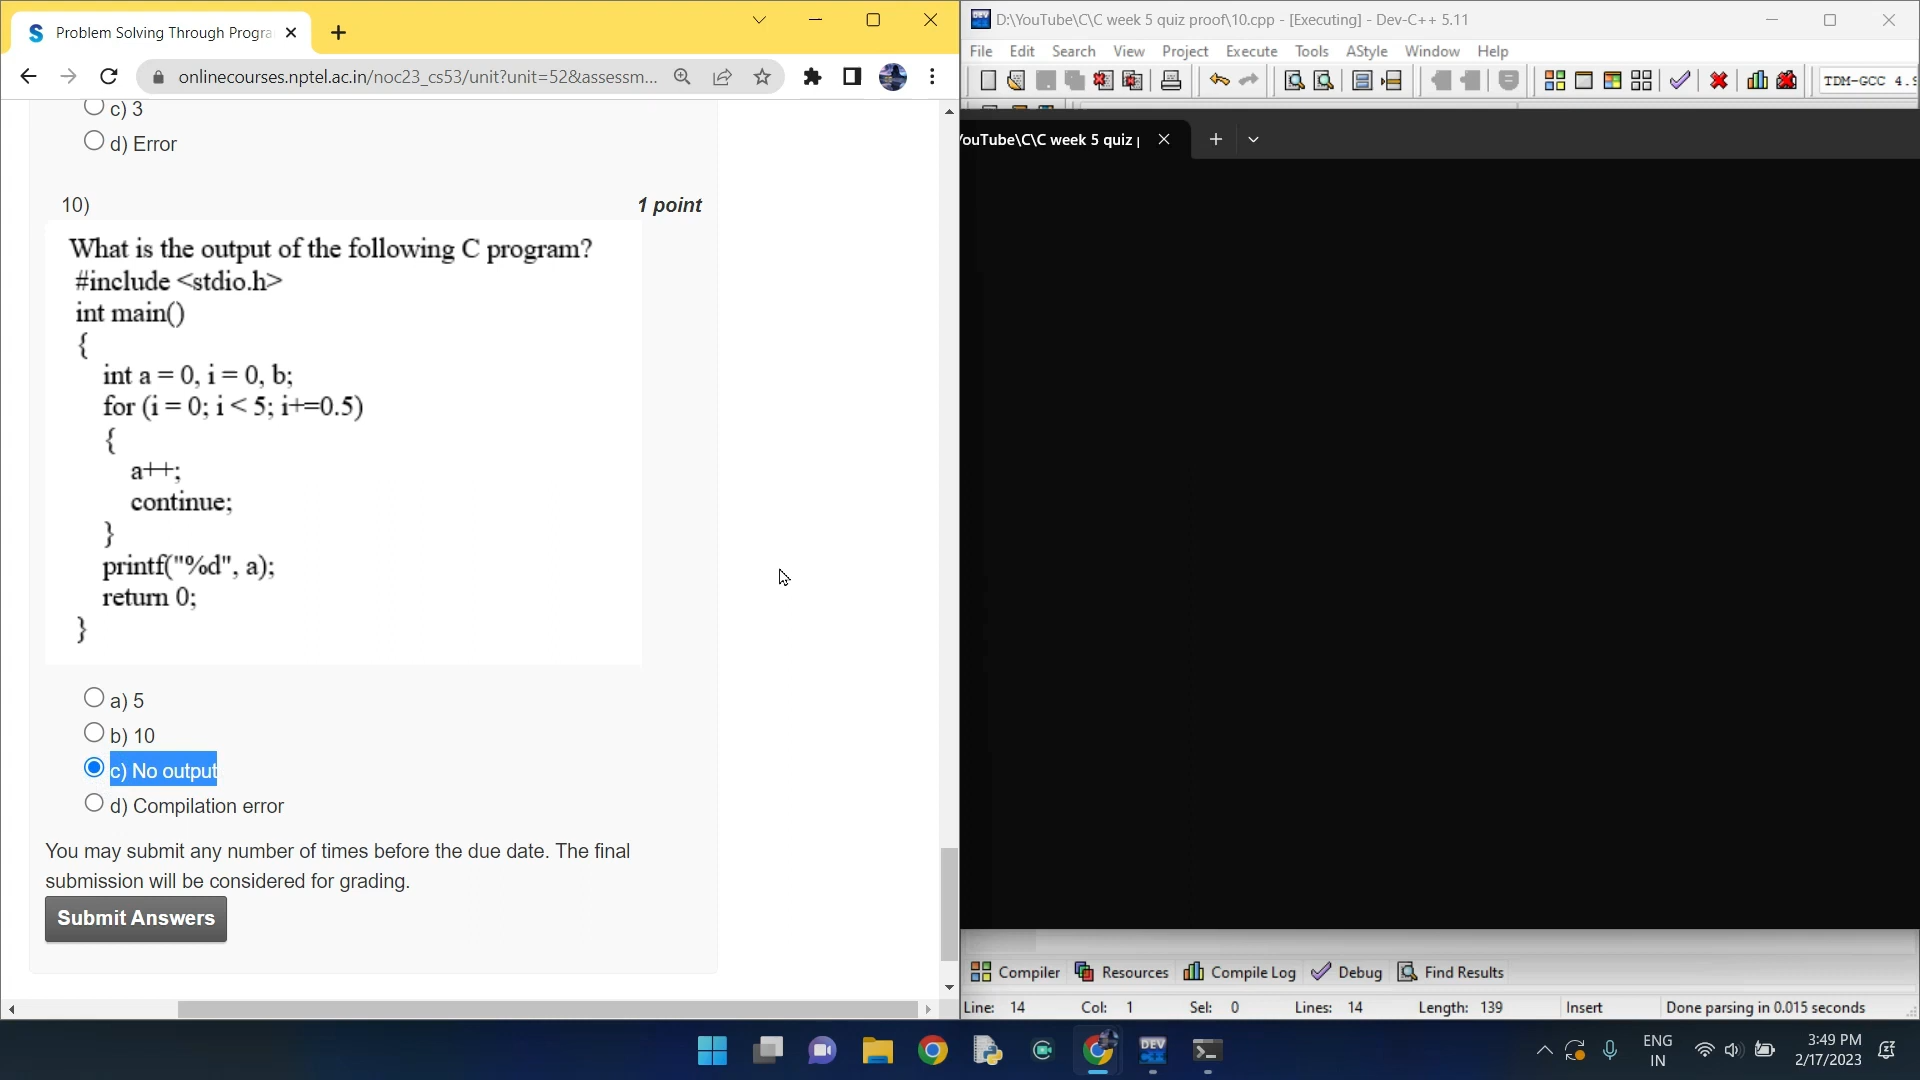 Problem Solving Through Progra
onlinecourses.nptel.ac.in/noc23_cs53/unit?unit=52&assessm...
c) 3
d) Error
10)
1 point
What is the output of the following C program?
#include <stdio.h>
int main()
{
int a = 0, i = 0, b;
for (i = 0; i < 5; i+=0.5)
{
a++;
continue;
}
printf("%d", a);
return 0;
}
a) 5
b) 10
c) No output
d) Compilation error
You may submit any number of times before the due date. The final
submission will be considered for grading.
Submit Answers
D:\YouTube\C\C week 5 quiz proof\10.cpp - [Executing] - Dev-C++ 5.11
File Edit Search View Project Execute Tools AStyle Window Help
TDM-GCC 4.9
YouTube\C\C week 5 quiz
Compiler Resources Compile Log Debug Find Results
Line: 14 Col: 1 Sel: 0 Lines: 14 Length: 139 Insert Done parsing in 0.015 seconds
DEV
ENG
IN
3:49 PM
2/17/2023